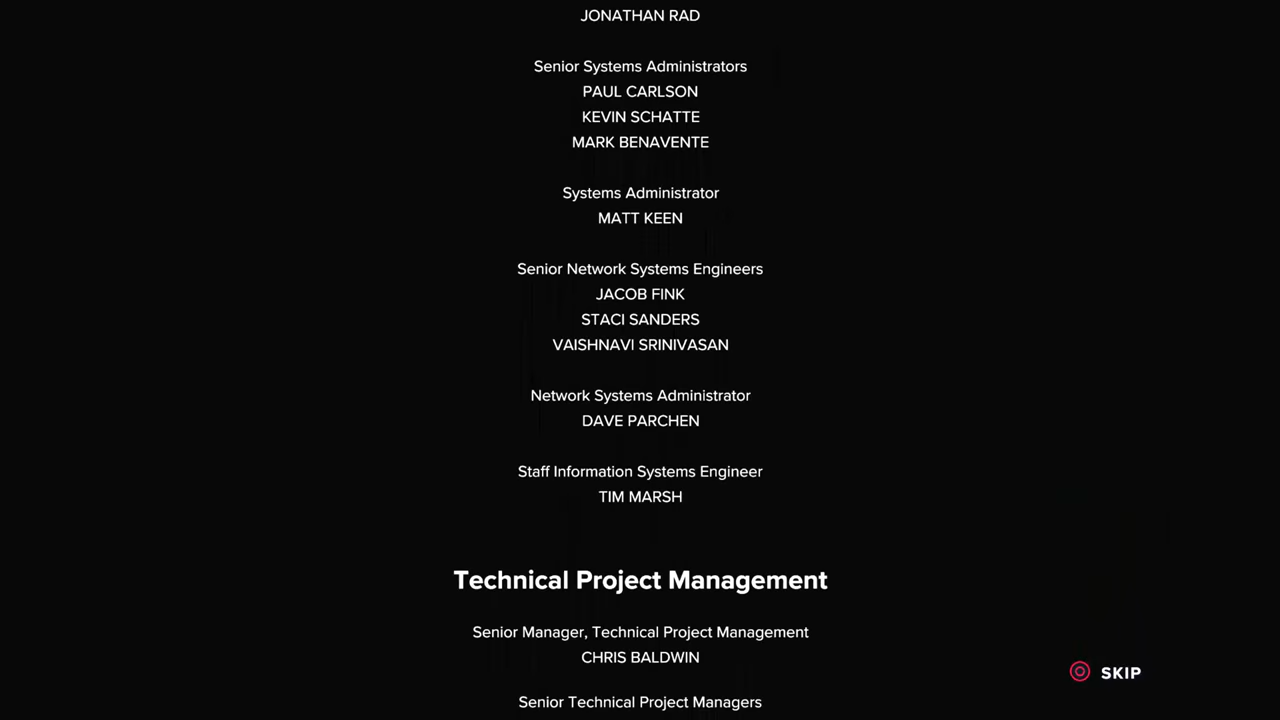 JONATHAN RAD
Senior Systems Administrators
PAUL CARLSON
KEVIN SCHATTE
MARK BENAVENTE
Systems Administrator
MATT KEEN
Senior Network Systems Engineers
JACOB FINK
STACI SANDERS
VAISHNAVI SRINIVASAN
Network Systems Administrator
DAVE PARCHEN
Staff Information Systems Engineer
TIM MARSH
Technical Project Management
Senior Manager, Technical Project Management
CHRIS BALDWIN
SKIP
Senior Technical Project Managers